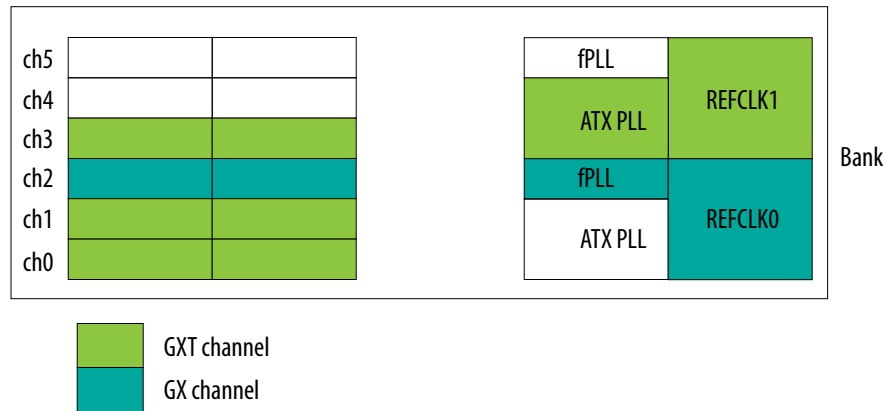 ch5
ch4
ch3
ch2
ch1
ch0
fPLL
ATX PLL
fPLL
ATX PLL
REFCLK1
REFCLK0
Bank
GXT channel
GX channel